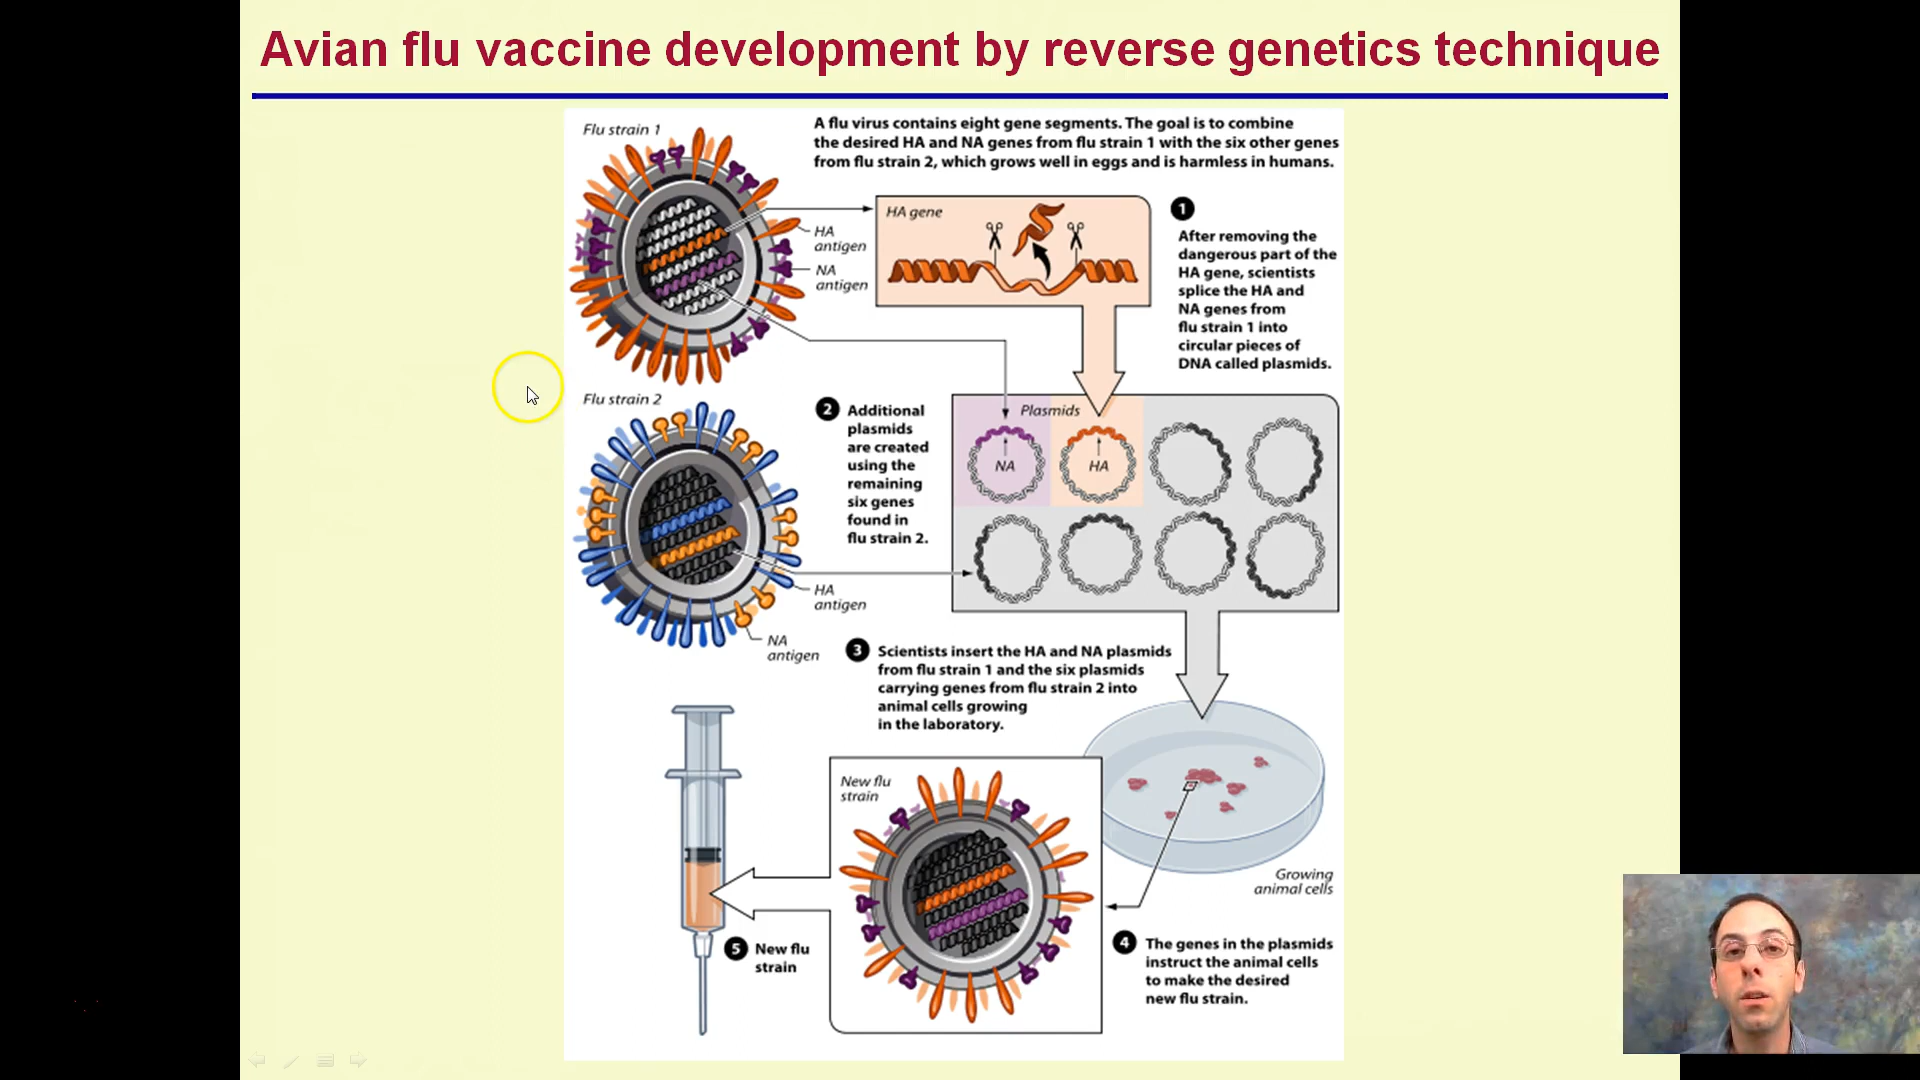 Avian flu vaccine development by reverse genetics technique
Flu strain 1
A flu virus contains eight gene segments. The goal is to combine
the desired HA and NA genes from flu strain 1 with the six other genes
from flu strain 2, which grows well in eggs and is harmless in humans.
HA gene
HA
antigen
NA
antigen
1
After removing the
dangerous part of the
HA gene, scientists
splice the HA and
NA genes from
flu strain 1 into
circular pieces of
DNA called plasmids.
Flu strain 2
2
Additional
plasmids
are created
using the
remaining
six genes
found in
flu strain 2.
Plasmids
NA
HA
HA
antigen
NA
antigen
3
Scientists insert the HA and NA plasmids
from flu strain 1 and the six plasmids
carrying genes from flu strain 2 into
animal cells growing
in the laboratory.
New flu
strain
Growing
animal cells
4
The genes in the plasmids
instruct the animal cells
to make the desired
new flu strain.
5
New flu
strain